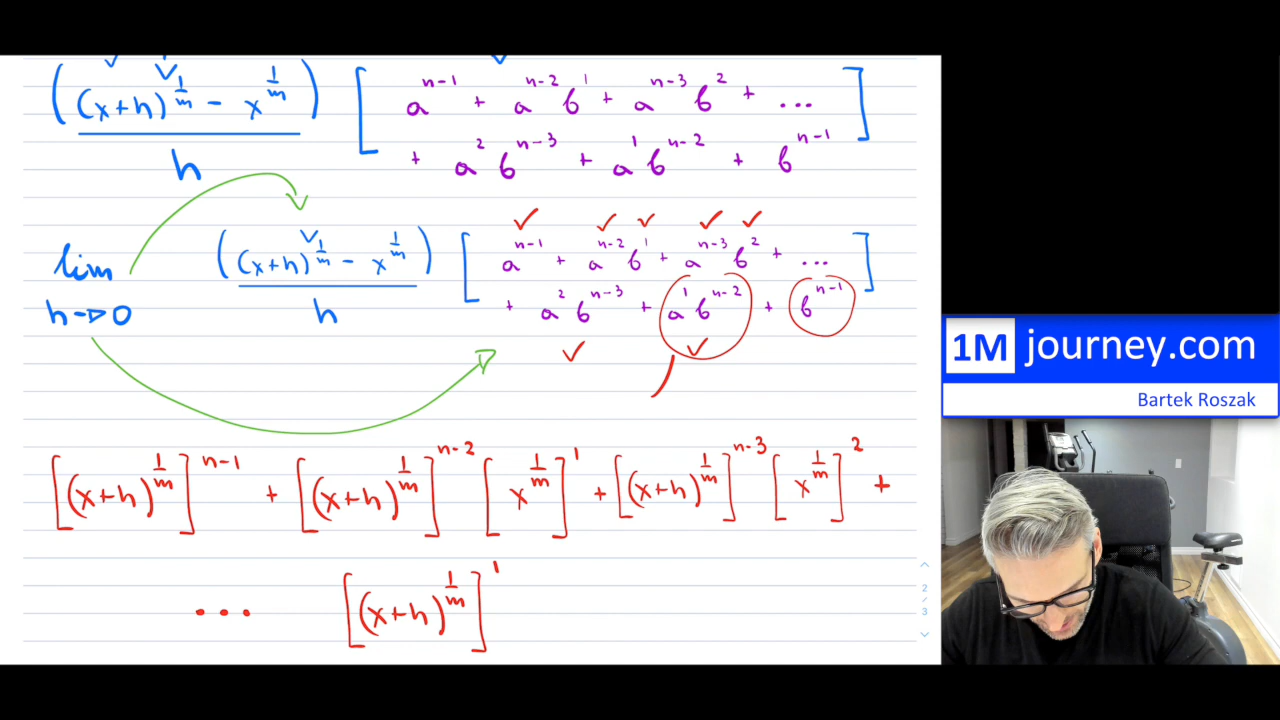 ((x+h)^{1/m} - x^{1/m}) [ a^{n-1} + a^{n-2} b^1 + a^{n-3} b^2 + ...
h + a^2 b^{n-3} + a^1 b^{n-2} + b^{n-1} ]
lim ((x+h)^{1/m} - x^{1/m}) [ a^{n-1} + a^{n-2} b^1 + a^{n-3} b^2 + ...
h→0 h + a^2 b^{n-3} + a^1 b^{n-2} + b^{n-1} ]
[(x+h)^{1/m}]^{n-1} + [(x+h)^{1/m}]^{n-2} [x^{1/m}]^1 + [(x+h)^{1/m}]^{n-3} [x^{1/m}]^2 +
... [(x+h)^{1/m}]^1
1M journey.com
Bartek Roszak
2
3